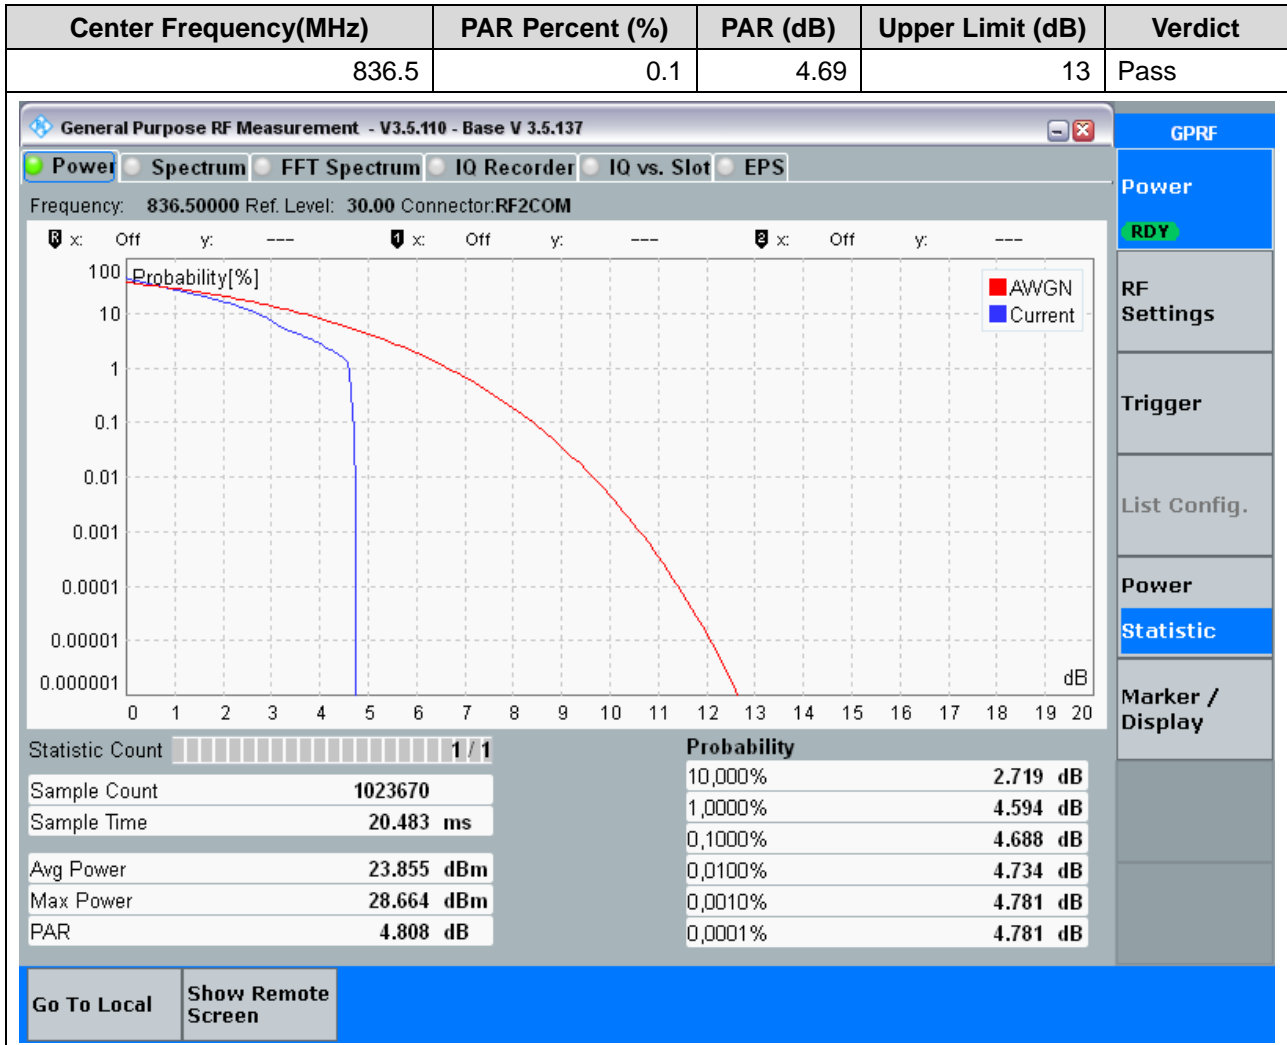 Center Frequency(MHz) PAR Percent (%) PAR (dB) Upper Limit (dB) Verdict
836.5 0.1 4.69 13 Pass
General Purpose RF Measurement - V3.5.110 - Base V 3.5.137
GPRF
Power Spectrum FFT Spectrum IQ Recorder IQ vs. Slot EPS
Power
RDY
Frequency: 836.50000 Ref. Level: 30.00 Connector:RF2COM
R x: Off y: --- 1 x: Off y: --- 2 x: Off y: ---
Probability[%]
AWGN
Current
100
10
1
0.1
0.01
0.001
0.0001
0.00001
0.000001
dB
0 1 2 3 4 5 6 7 8 9 10 11 12 13 14 15 16 17 18 19 20
RF
Settings
Trigger
List Config.
Power
Statistic
Marker /
Display
Statistic Count 1 / 1
Sample Count 1023670
Sample Time 20.483 ms
Avg Power 23.855 dBm
Max Power 28.664 dBm
PAR 4.808 dB
Probability
10,000% 2.719 dB
1,0000% 4.594 dB
0,1000% 4.688 dB
0,0100% 4.734 dB
0,0010% 4.781 dB
0,0001% 4.781 dB
Go To Local
Show Remote
Screen